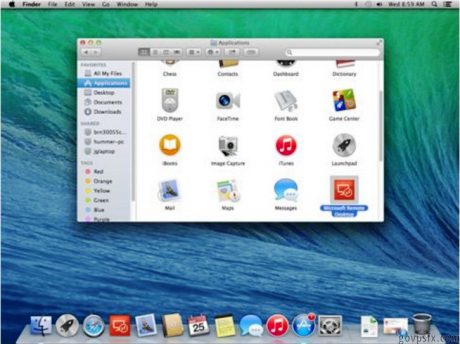 Finder File Edit View Go Window Help
Wed 8:59 AM
Applications
FAVORITES
All My Files
Applications
Desktop
Documents
Downloads
SHARED
hummer-pc
jglaptop
TAGS
Red
Orange
Yellow
Green
Blue
Purple
Chess Contacts Dashboard Dictionary
DVD Player FaceTime Font Book Game Center
iBooks Image Capture iTunes Launchpad
Mail Maps Messages Microsoft Remote
Desktop
25
govpsfx.com